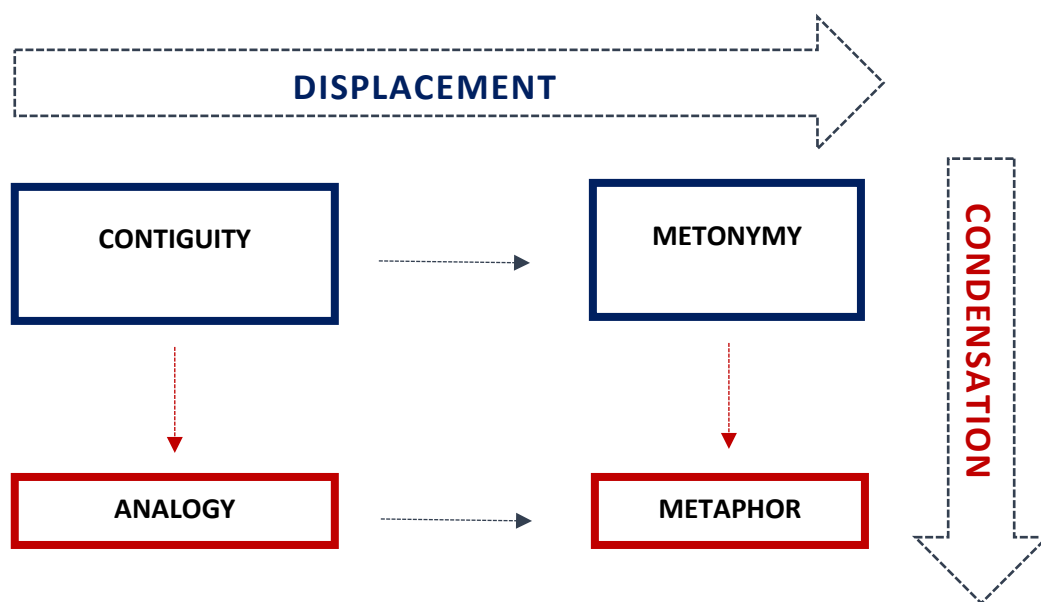 DISPLACEMENT
CONTIGUITY
METONYMY
CONDENSATION
ANALOGY
METAPHOR